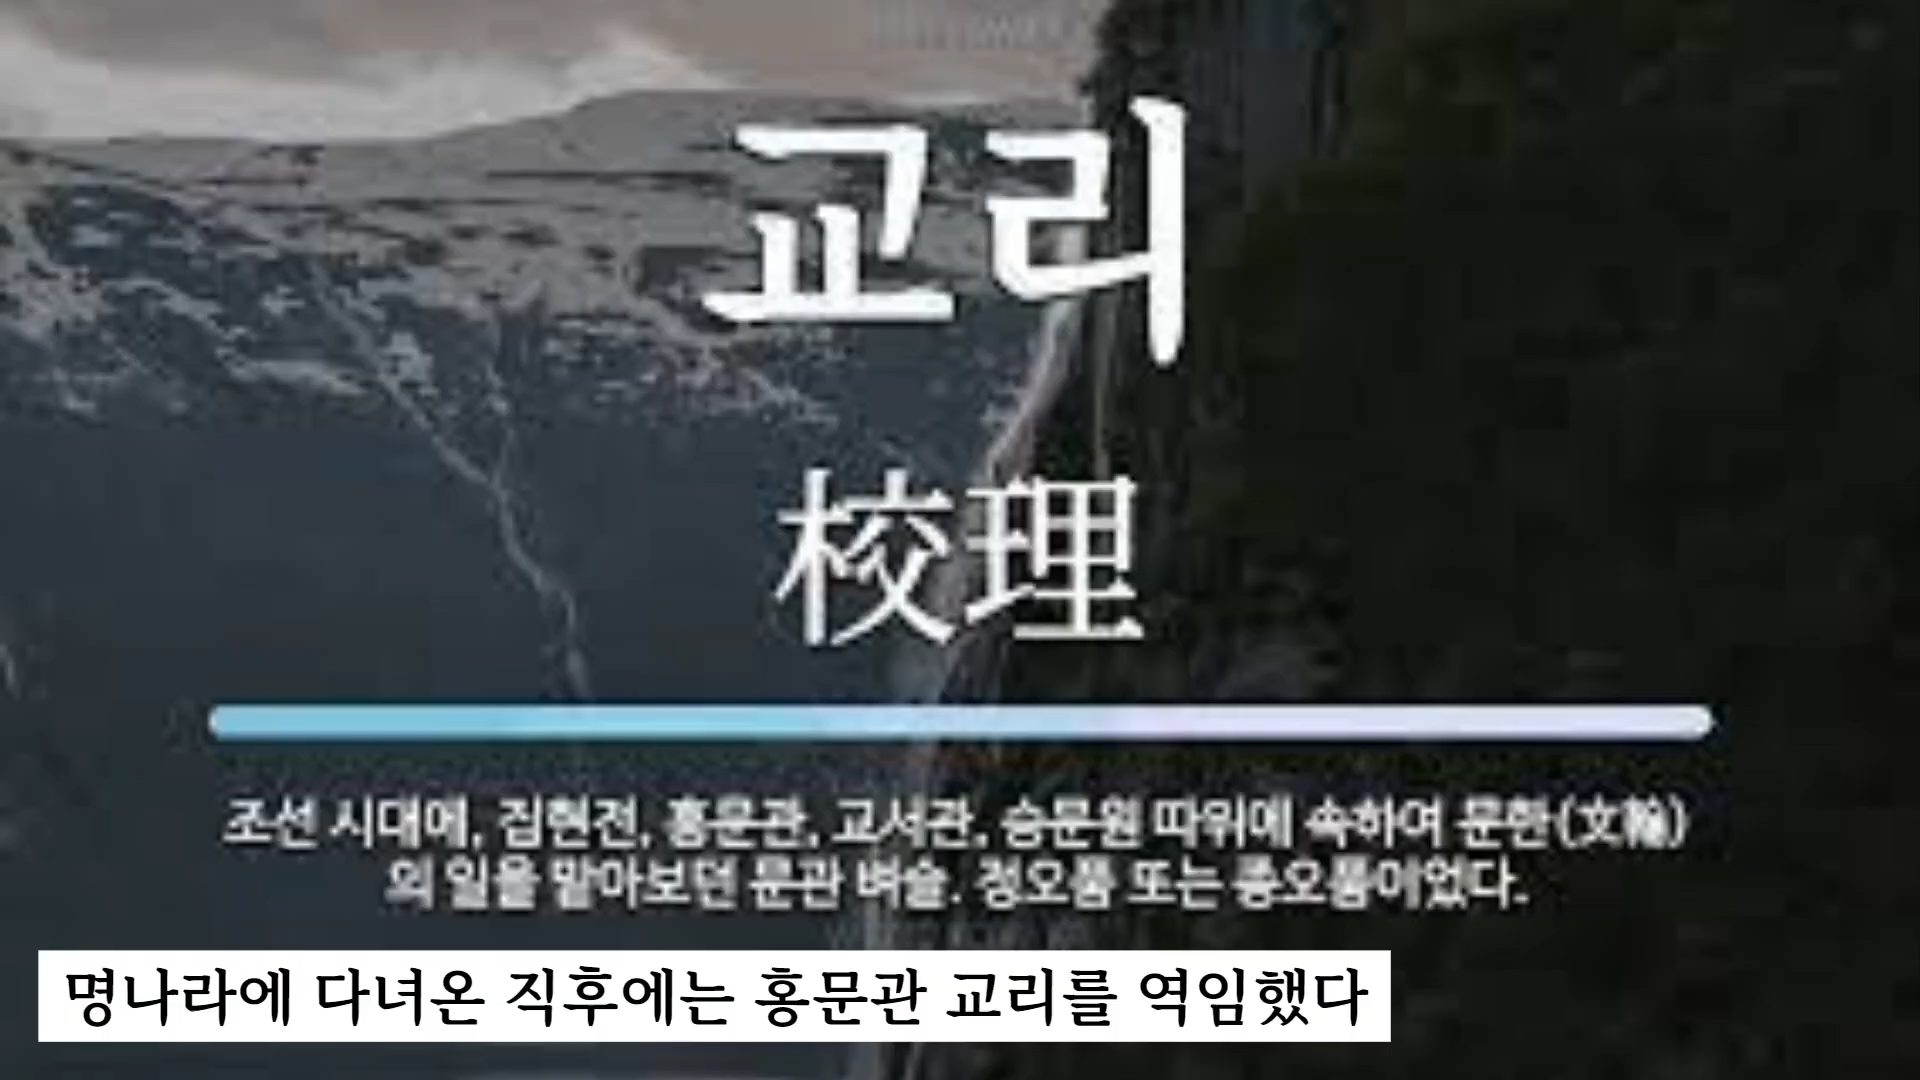 교리
校理
조선 시대에, 집현전, 홍문관, 교서관, 승문원 따위에 속하여 문한(文翰)
의 일을 맡아보던 문관 벼슬. 정오품 또는 종오품이었다.
명나라에 다녀온 직후에는 홍문관 교리를 역임했다